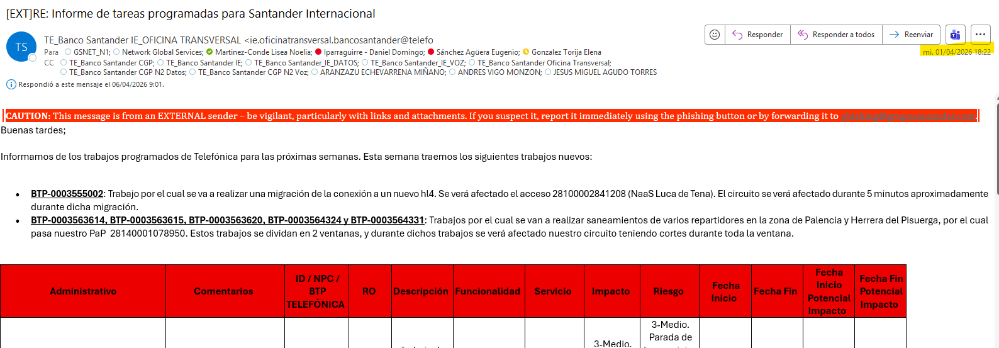 [EXT]RE: Informe de tareas programadas para Santander Internacional
TS
TE_Banco Santander IE_OFICINA TRANSVERSAL <ie.oficinatransversal.bancosantander@telefo
Responder
Responder a todos
Reenviar
Para GSNET_N1; Network Global Services; Martinez-Conde Lisea Noelia; Iparraguirre - Daniel Domingo; Sánchez Agüera Eugenio; Gonzalez Torija Elena
mi. 01/04/2026 18:22
CC TE_Banco Santander CGP; TE_Banco Santander IE; TE_Banco Santander_IE_DATOS; TE_Banco Santander_IE_VOZ; TE_Banco Santander Oficina Transversal;
TE_Banco Santander CGP N2 Datos; TE_Banco Santander CGP N2 Voz; ARANZAZU ECHEVARRENA MIÑANO; ANDRES VIGO MONZON; JESUS MIGUEL AGUDO TORRES
Respondió a este mensaje el 06/04/2026 9:01.
CAUTION: This message is from an EXTERNAL sender – be vigilant, particularly with links and attachments. If you suspect it, report it immediately using the phishing button or by forwarding it to
Buenas tardes;
Informamos de los trabajos programados de Telefónica para las próximas semanas. Esta semana traemos los siguientes trabajos nuevos:
• BTP-0003555002: Trabajo por el cual se va a realizar una migración de la conexión a un nuevo hl4. Se verá afectado el acceso 28100002841208 (NaaS Luca de Tena). El circuito se verá afectado durante 5 minutos aproximadamente
durante dicha migración.
• BTP-0003563614, BTP-0003563615, BTP-0003563620, BTP-0003564324 y BTP-0003564331: Trabajos por el cual se van a realizar saneamientos de varios repartidores en la zona de Palencia y Herrera del Pisuerga, por el cual
pasa nuestro PaP 28140001078950. Estos trabajos se dividan en 2 ventanas, y durante dichos trabajos se verá afectado nuestro circuito teniendo cortes durante toda la ventana.
Administrativo
Comentarios
ID / NPC /
BTP
TELEFÓNICA
RO
Descripción
Funcionalidad
Servicio
Impacto
Riesgo
Fecha
Inicio
Fecha Fin
Fecha
Inicio
Potencial
Impacto
Fecha Fin
Potencial
Impacto
3-Medio.
3-Medio.
Parada de